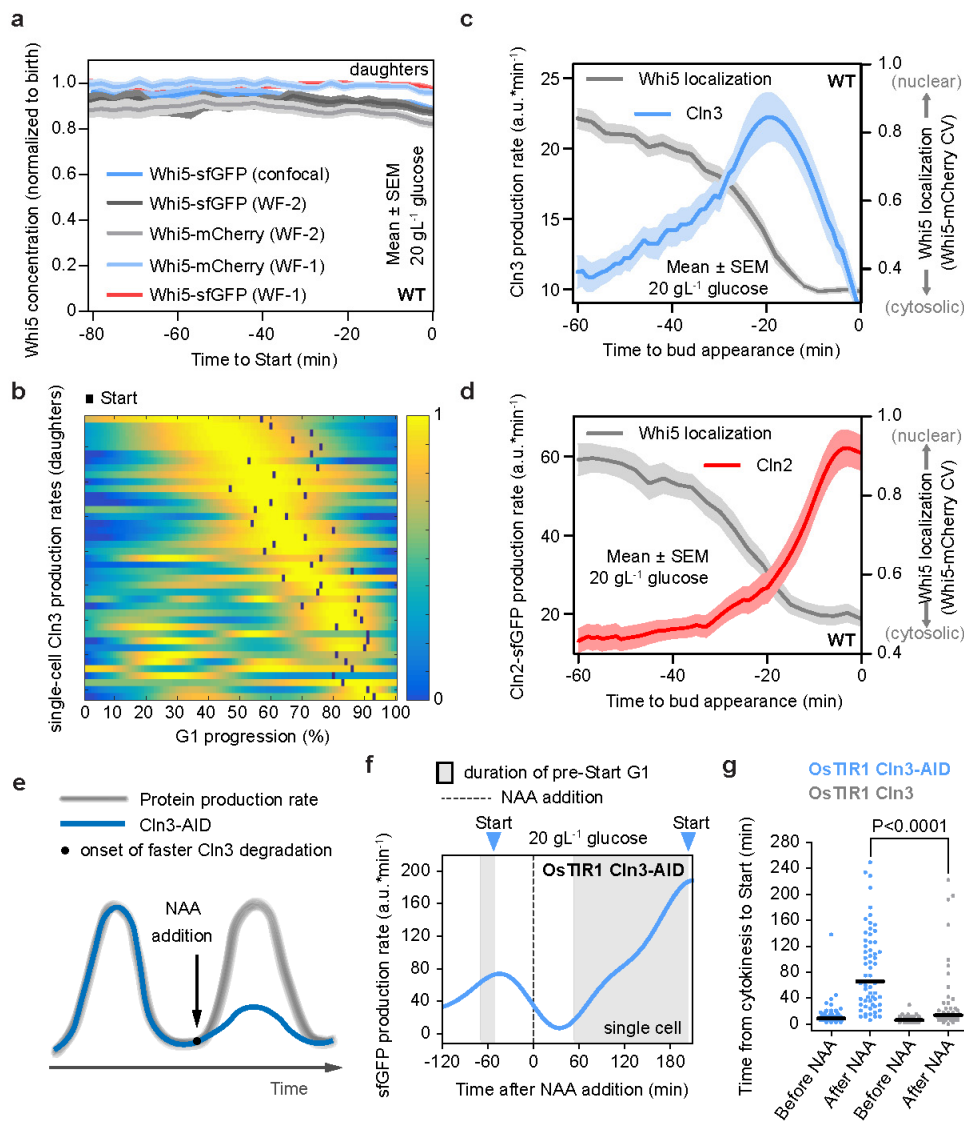 a
daughters
1.0
0.8
0.6
0.4
0.2
0
Whi5 concentration (normalized to birth)
Whi5-sfGFP (confocal)
Whi5-sfGFP (WF-2)
Whi5-mCherry (WF-2)
Whi5-mCherry (WF-1)
Whi5-sfGFP (WF-1)
Mean ± SEM
20 gL⁻¹ glucose
WT
-80 -60 -40 -20 0
Time to Start (min)
b
Start
single-cell Cln3 production rates (daughters)
1
0
0 10 20 30 40 50 60 70 80 90 100
G1 progression (%)
c
Whi5 localization
WT
Cln3
25
20
15
10
Cln3 production rate (a.u.*min⁻¹)
Mean ± SEM
20 gL⁻¹ glucose
1.0
0.8
0.6
0.4
(nuclear)
Whi5 localization
(Whi5-mCherry CV)
(cytosolic)
-60 -40 -20 0
Time to bud appearance (min)
d
Whi5 localization
Cln2
60
40
20
Cln2-sfGFP production rate (a.u.*min⁻¹)
Mean ± SEM
20 gL⁻¹ glucose
WT
1.0
0.8
0.6
0.4
(nuclear)
Whi5 localization
(Whi5-mCherry CV)
(cytosolic)
-60 -40 -20 0
Time to bud appearance (min)
e
Protein production rate
Cln3-AID
onset of faster Cln3 degradation
NAA
addition
Time
f
duration of pre-Start G1
NAA addition
Start
20 gL⁻¹ glucose
Start
OsTIR1 Cln3-AID
200
160
120
80
40
0
sfGFP production rate (a.u.*min⁻¹)
single cell
-120 -60 0 60 120 180
Time after NAA addition (min)
g
OsTIR1 Cln3-AID
OsTIR1 Cln3
P<0.0001
280
240
200
160
120
80
60
40
20
0
Time from cytokinesis to Start (min)
Before NAA
After NAA
Before NAA
After NAA